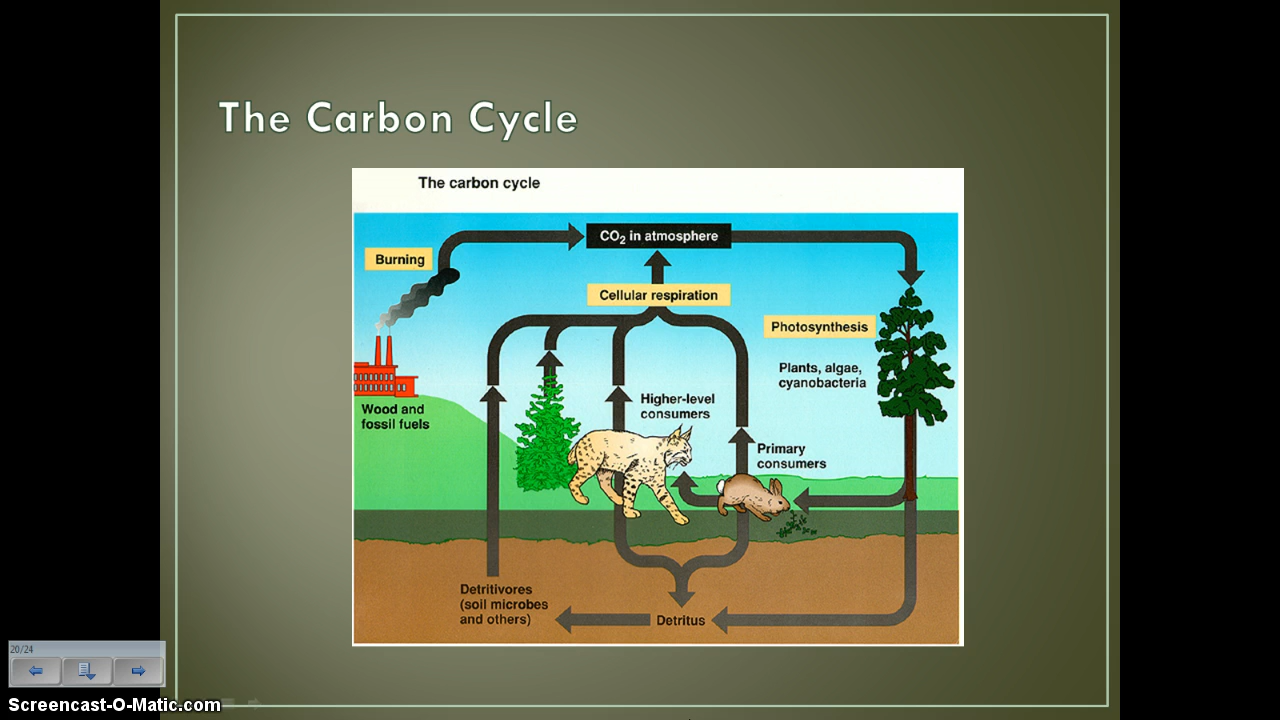 The Carbon Cycle
The carbon cycle
CO₂ in atmosphere
Burning
Cellular respiration
Photosynthesis
Plants, algae,
cyanobacteria
Wood and
fossil fuels
Higher-level
consumers
Primary
consumers
Detritivores
(soil microbes
and others)
Detritus
20/24
Screencast-O-Matic.com